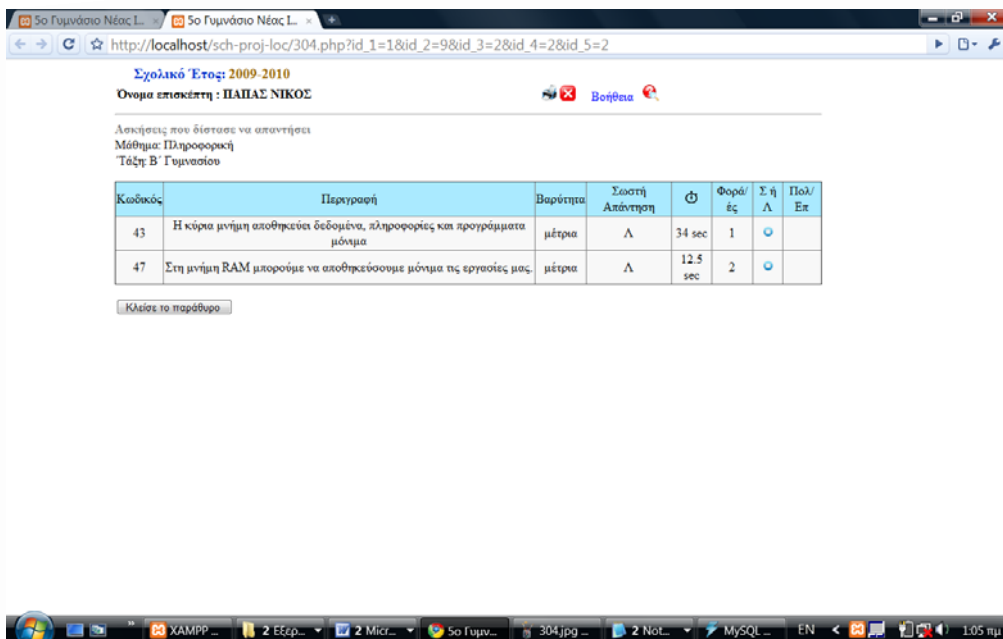 5ο Γυμνάσιο Νέας Ι... 5ο Γυμνάσιο Νέας Ι...
http://localhost/sch-proj-loc/304.php?id_1=1&id_2=9&id_3=2&id_4=2&id_5=2
Σχολικό Έτος: 2009-2010
Όνομα επισκέπτη : ΠΑΠΑΣ ΝΙΚΟΣ Βοήθεια
Ασκήσεις που δίστασε να απαντήσει
Μάθημα: Πληροφορική
Τάξη: Β΄ Γυμνασίου
Κωδικός Περιγραφή Βαρύτητα Σωστή Απάντηση Φορά/ές Σ ή Λ Πολ/Επ
43 Η κύρια μνήμη αποθηκεύει δεδομένα, πληροφορίες και προγράμματα μόνιμα μέτρια Λ 34 sec 1
47 Στη μνήμη RAM μπορούμε να αποθηκεύσουμε μόνιμα τις εργασίες μας. μέτρια Λ 12.5 sec 2
Κλείσε το παράθυρο
XAMPP ... 2 Εξερ... 2 Micr... 5ο Γυμν... 304.jpg ... 2 Not... MySQL ... EN 1:05 πμ